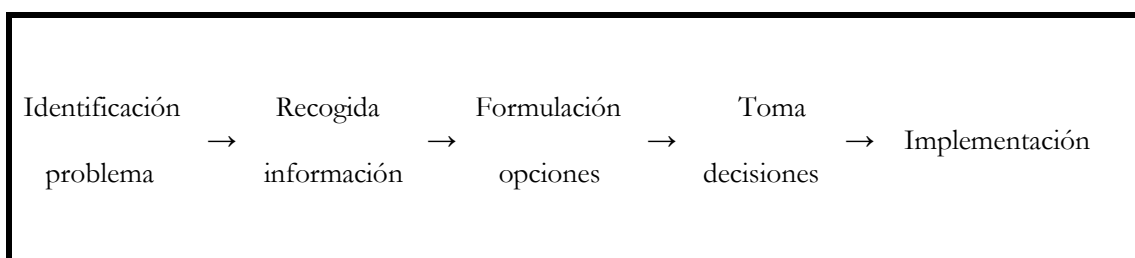 Identificación problema
→
Recogida información
→
Formulación opciones
→
Toma decisiones
→
Implementación